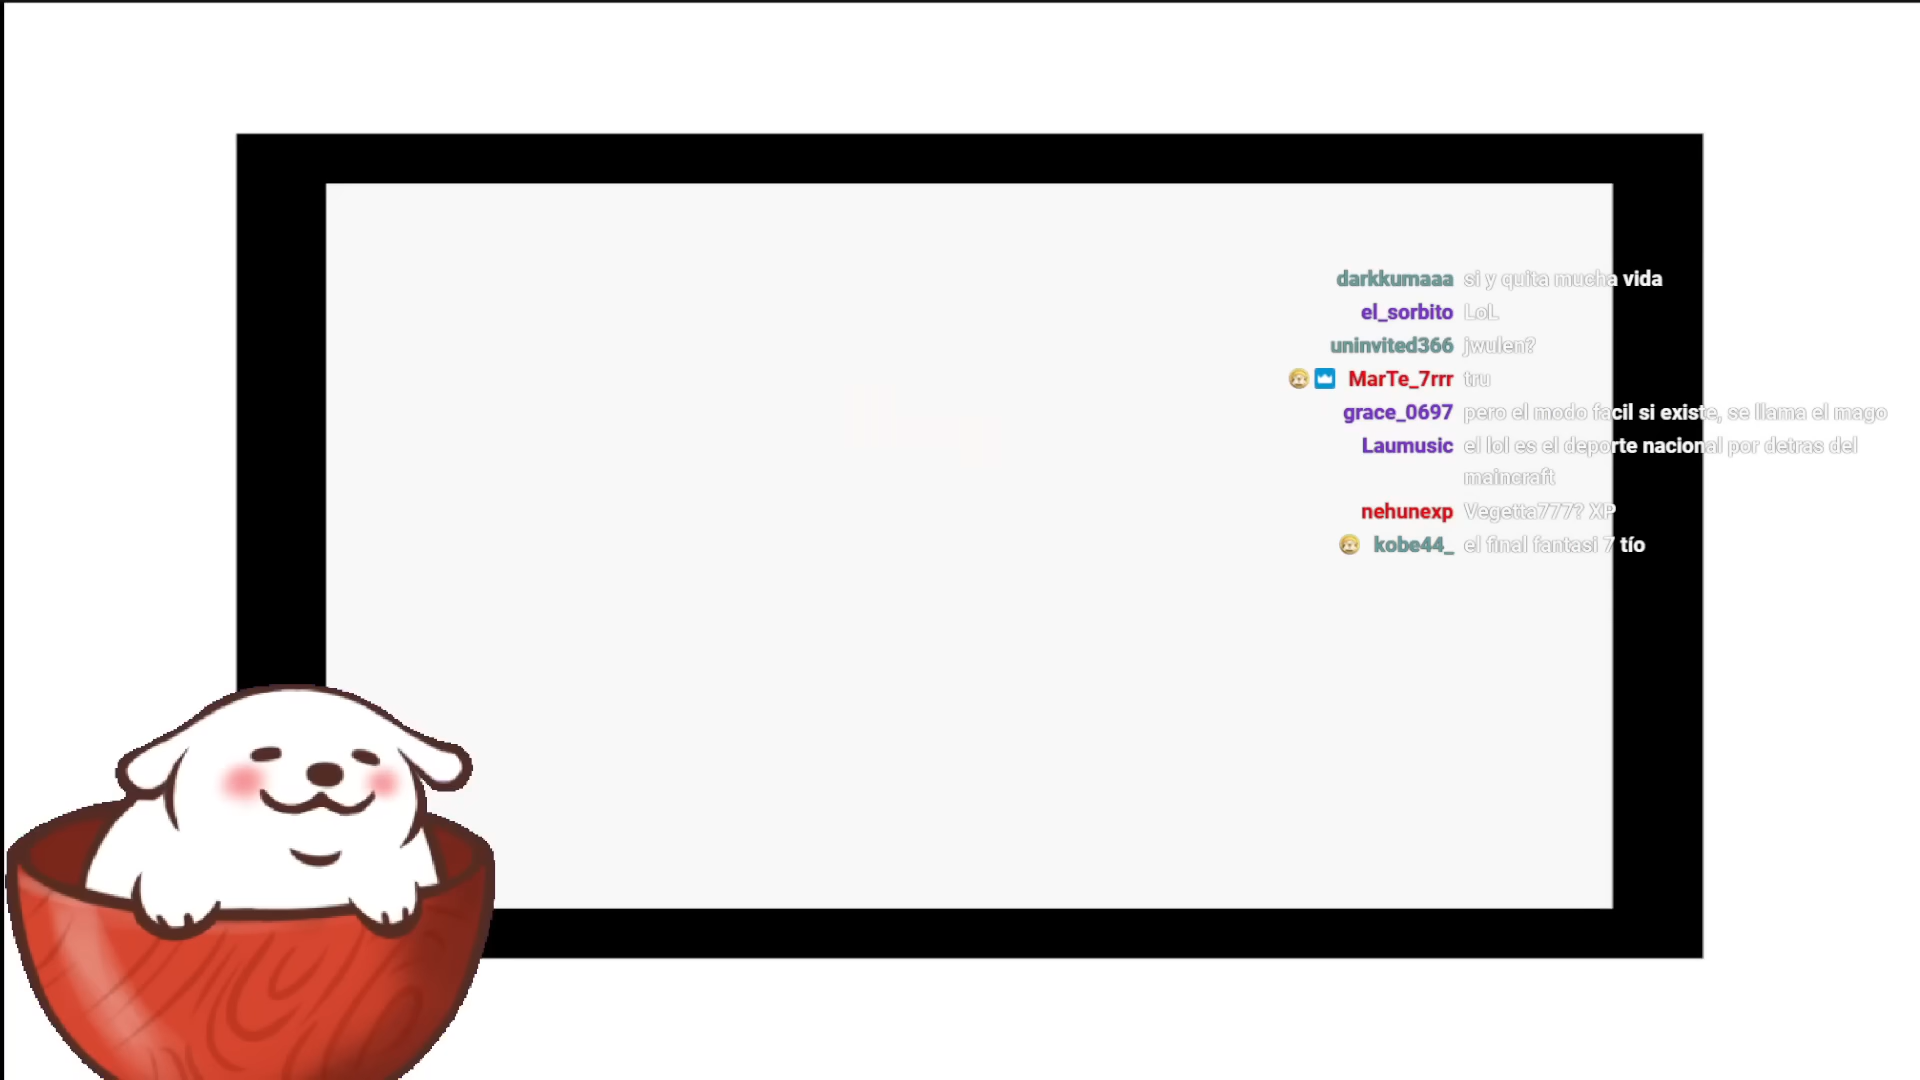 darkkumaaa si y quita mucha vida
el_sorbito LoL
uninvited366 jwulen?
MarTe_7rrr tru
grace_0697 pero el modo facil si existe, se llama el mago
Laumusic el lol es el deporte nacional por detras del
maincraft
nehunexp Vegetta777? XP
kobe44_ el final fantasi 7 tío